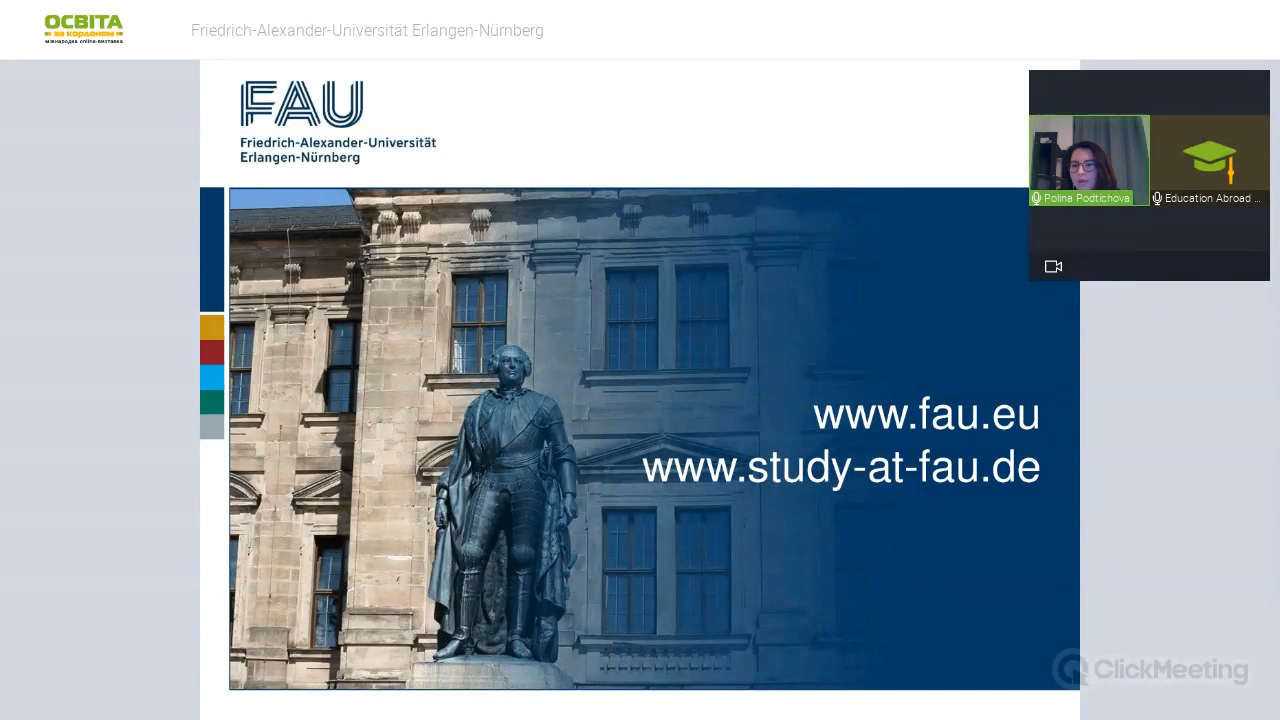 ОСВІТА
ЗА КОРДОНОМ
міжнародна online-виставка
Friedrich-Alexander-Universität Erlangen-Nürnberg
FAU
Friedrich-Alexander-Universität
Erlangen-Nürnberg
Polina Podtichova
Education Abroad ...
www.fau.eu
www.study-at-fau.de
ClickMeeting